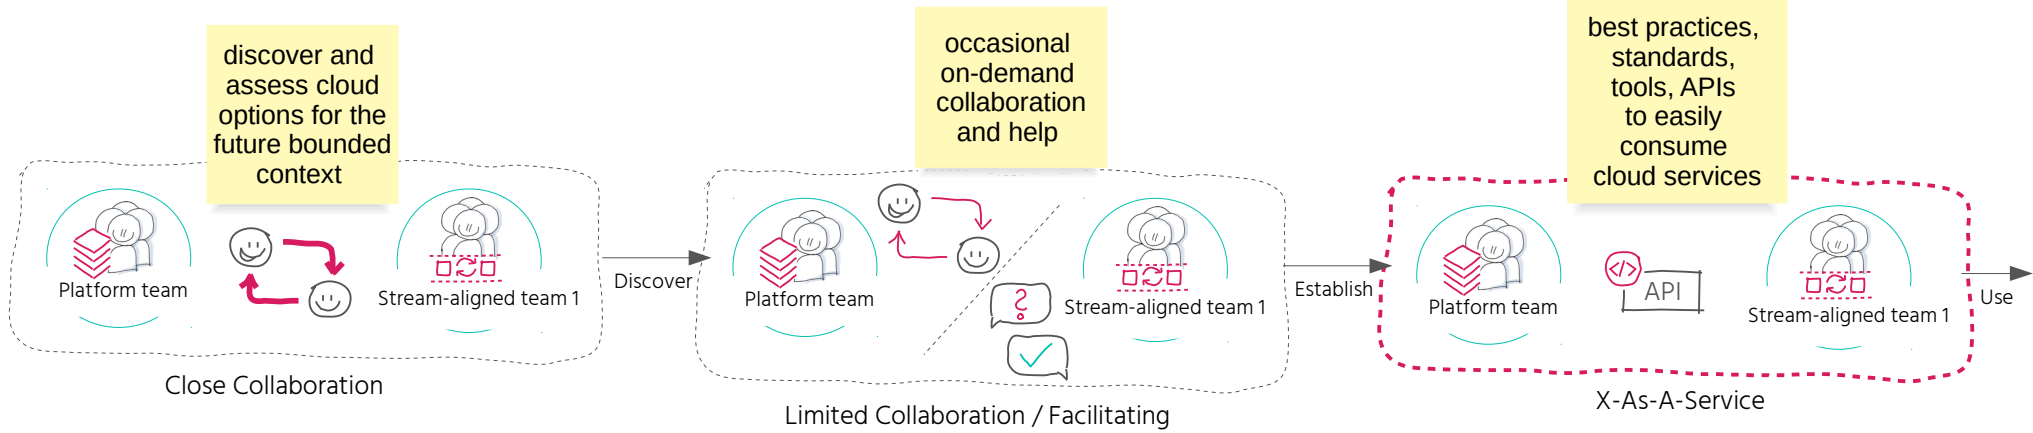 discover and
assess cloud
options for the
future bounded
context
Platform team
Stream-aligned team 1
Close Collaboration
Discover
occasional
on-demand
collaboration
and help
Platform team
?
Stream-aligned team 1
Limited Collaboration / Facilitating
Establish
best practices,
standards,
tools, APIs
to easily
consume
cloud services
Platform team
</>
API
Stream-aligned team 1
X-As-A-Service
Use